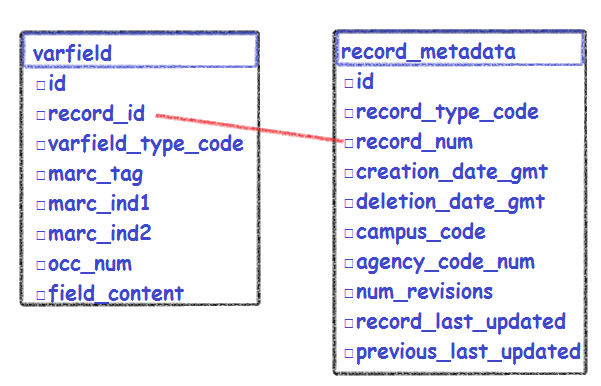 varfield
id
record_id
varfield_type_code
marc_tag
marc_ind1
marc_ind2
occ_num
field_content
record_metadata
id
record_type_code
record_num
creation_date_gmt
deletion_date_gmt
campus_code
agency_code_num
num_revisions
record_last_updated
previous_last_updated